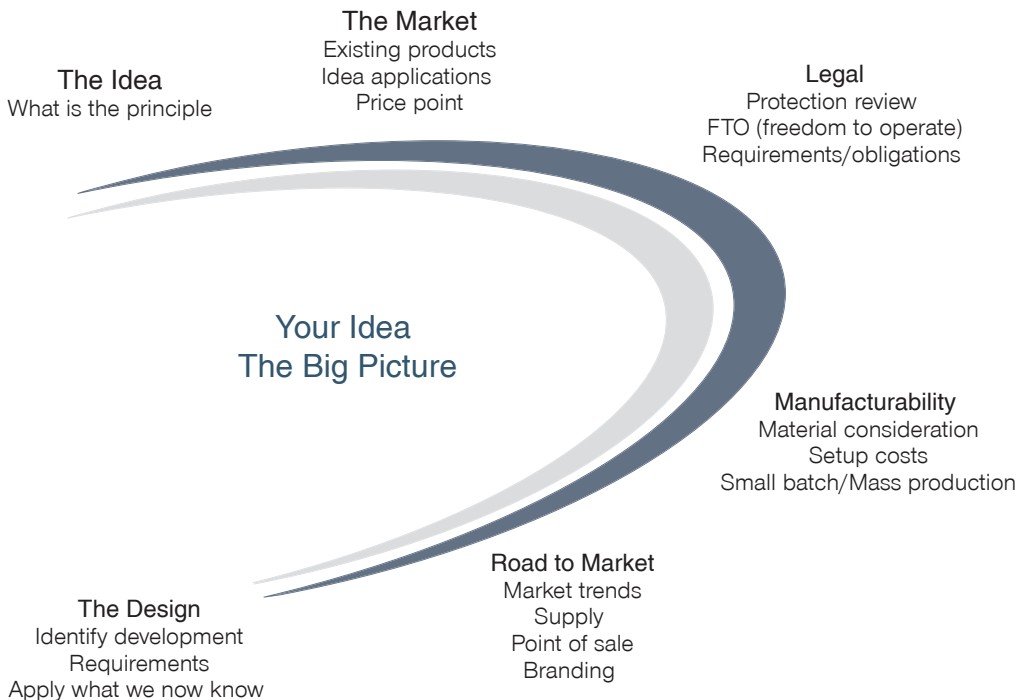 The Idea
What is the principle
The Market
Existing products
Idea applications
Price point
Legal
Protection review
FTO (freedom to operate)
Requirements/obligations
Your Idea
The Big Picture
Manufacturability
Material consideration
Setup costs
Small batch/Mass production
Road to Market
Market trends
Supply
Point of sale
Branding
The Design
Identify development
Requirements
Apply what we now know